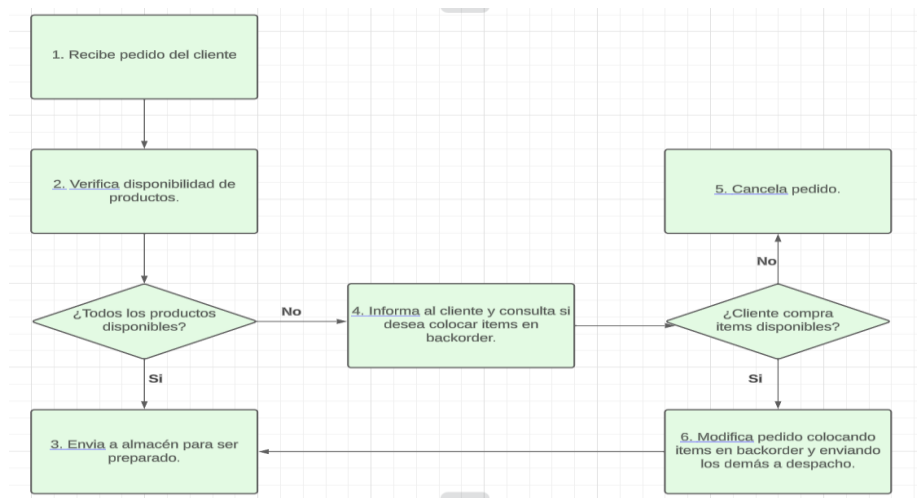 1. Recibe pedido del cliente
2. Verifica disponibilidad de
productos.
¿Todos los productos
disponibles?
No
Si
3. Envia a almacén para ser
preparado.
4. Informa al cliente y consulta si
desea colocar items en
backorder.
¿Cliente compra
items disponibles?
No
5. Cancela pedido.
Si
6. Modifica pedido colocando
items en backorder y enviando
los demás a despacho.